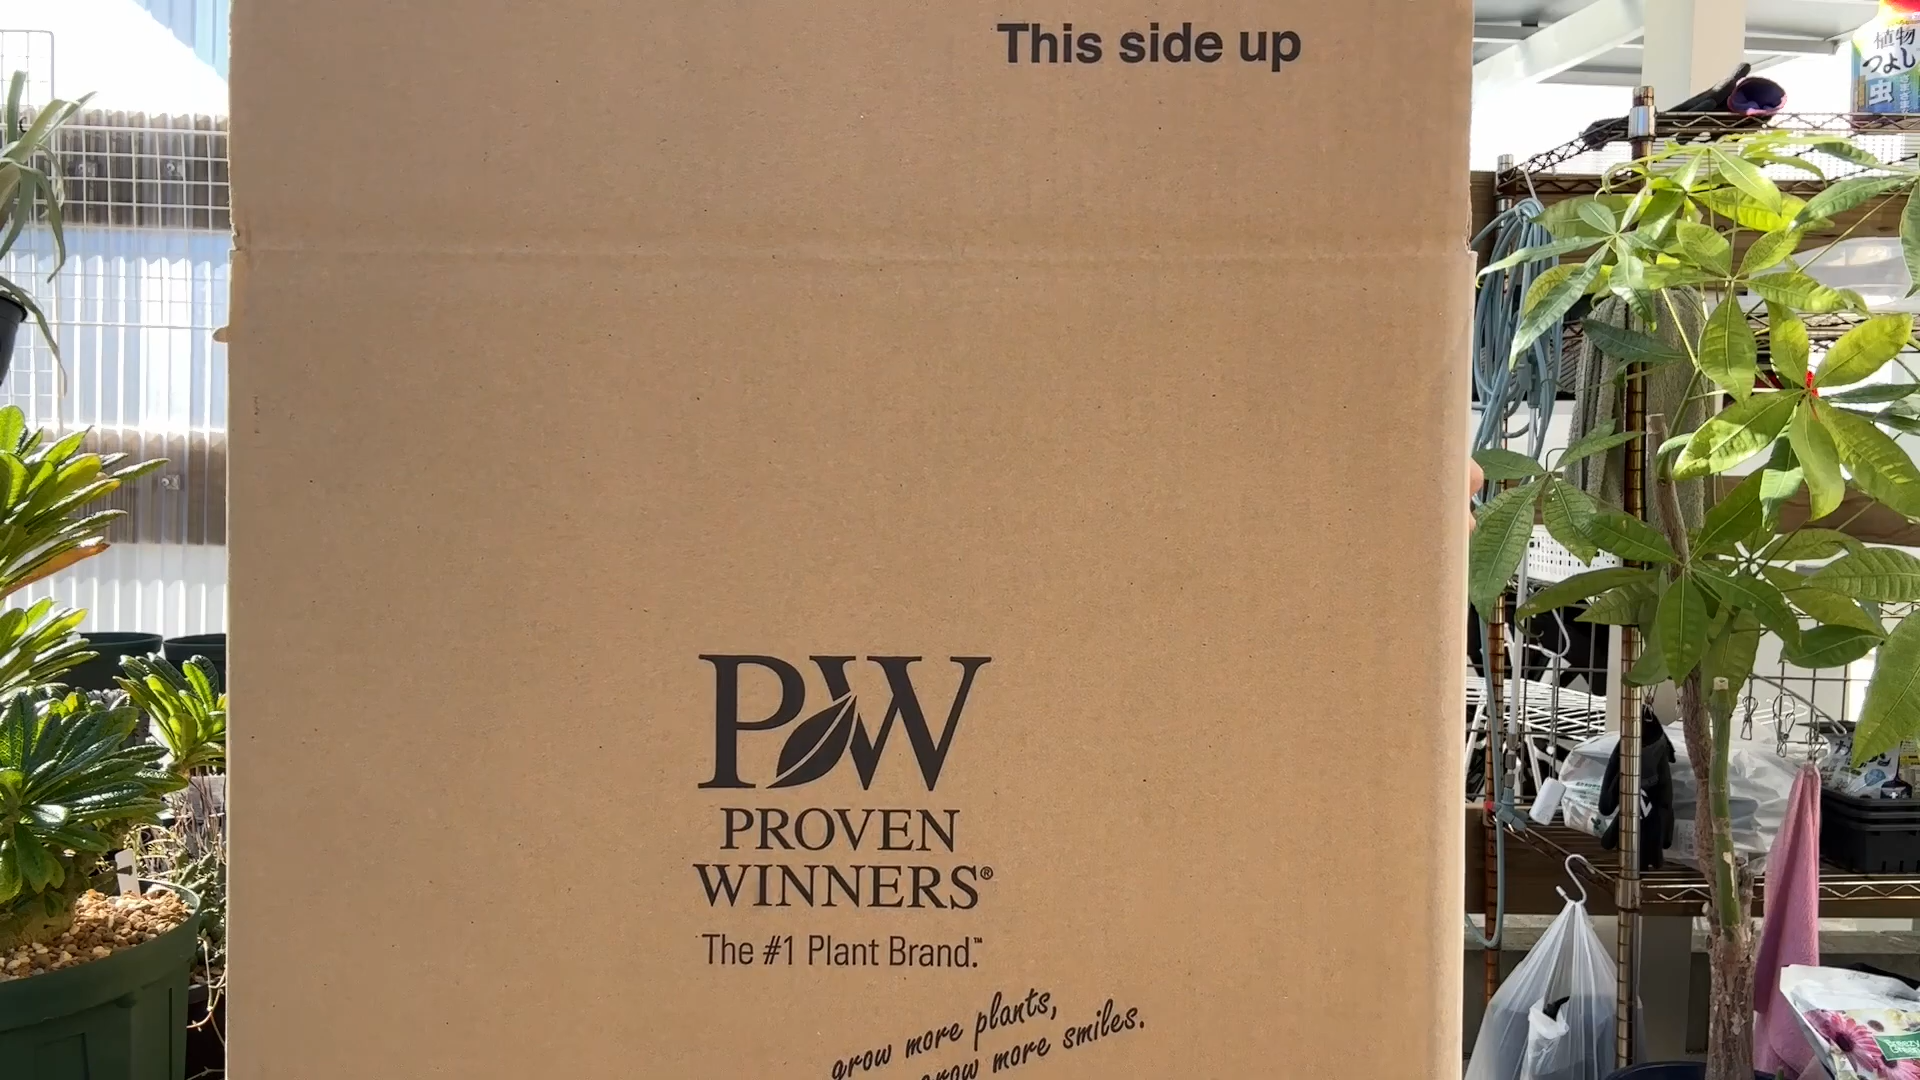 This side up
植物
つよし
虫
PW
PROVEN
WINNERS®
The #1 Plant Brand.™
grow more plants,
grow more smiles.